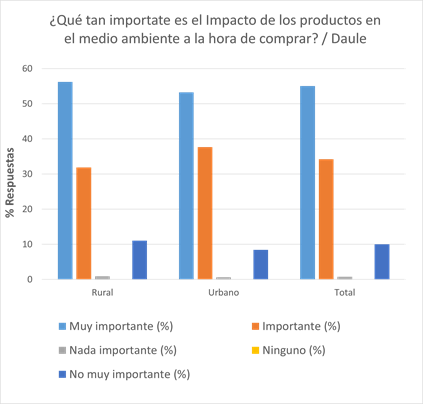 ¿Qué tan importate es el Impacto de los productos en
el medio ambiente a la hora de comprar? / Daule
60
50
40
30
20
10
0
% Respuestas
Rural
Urbano
Total
Muy importante (%)
Importante (%)
Nada importante (%)
Ninguno (%)
No muy importante (%)